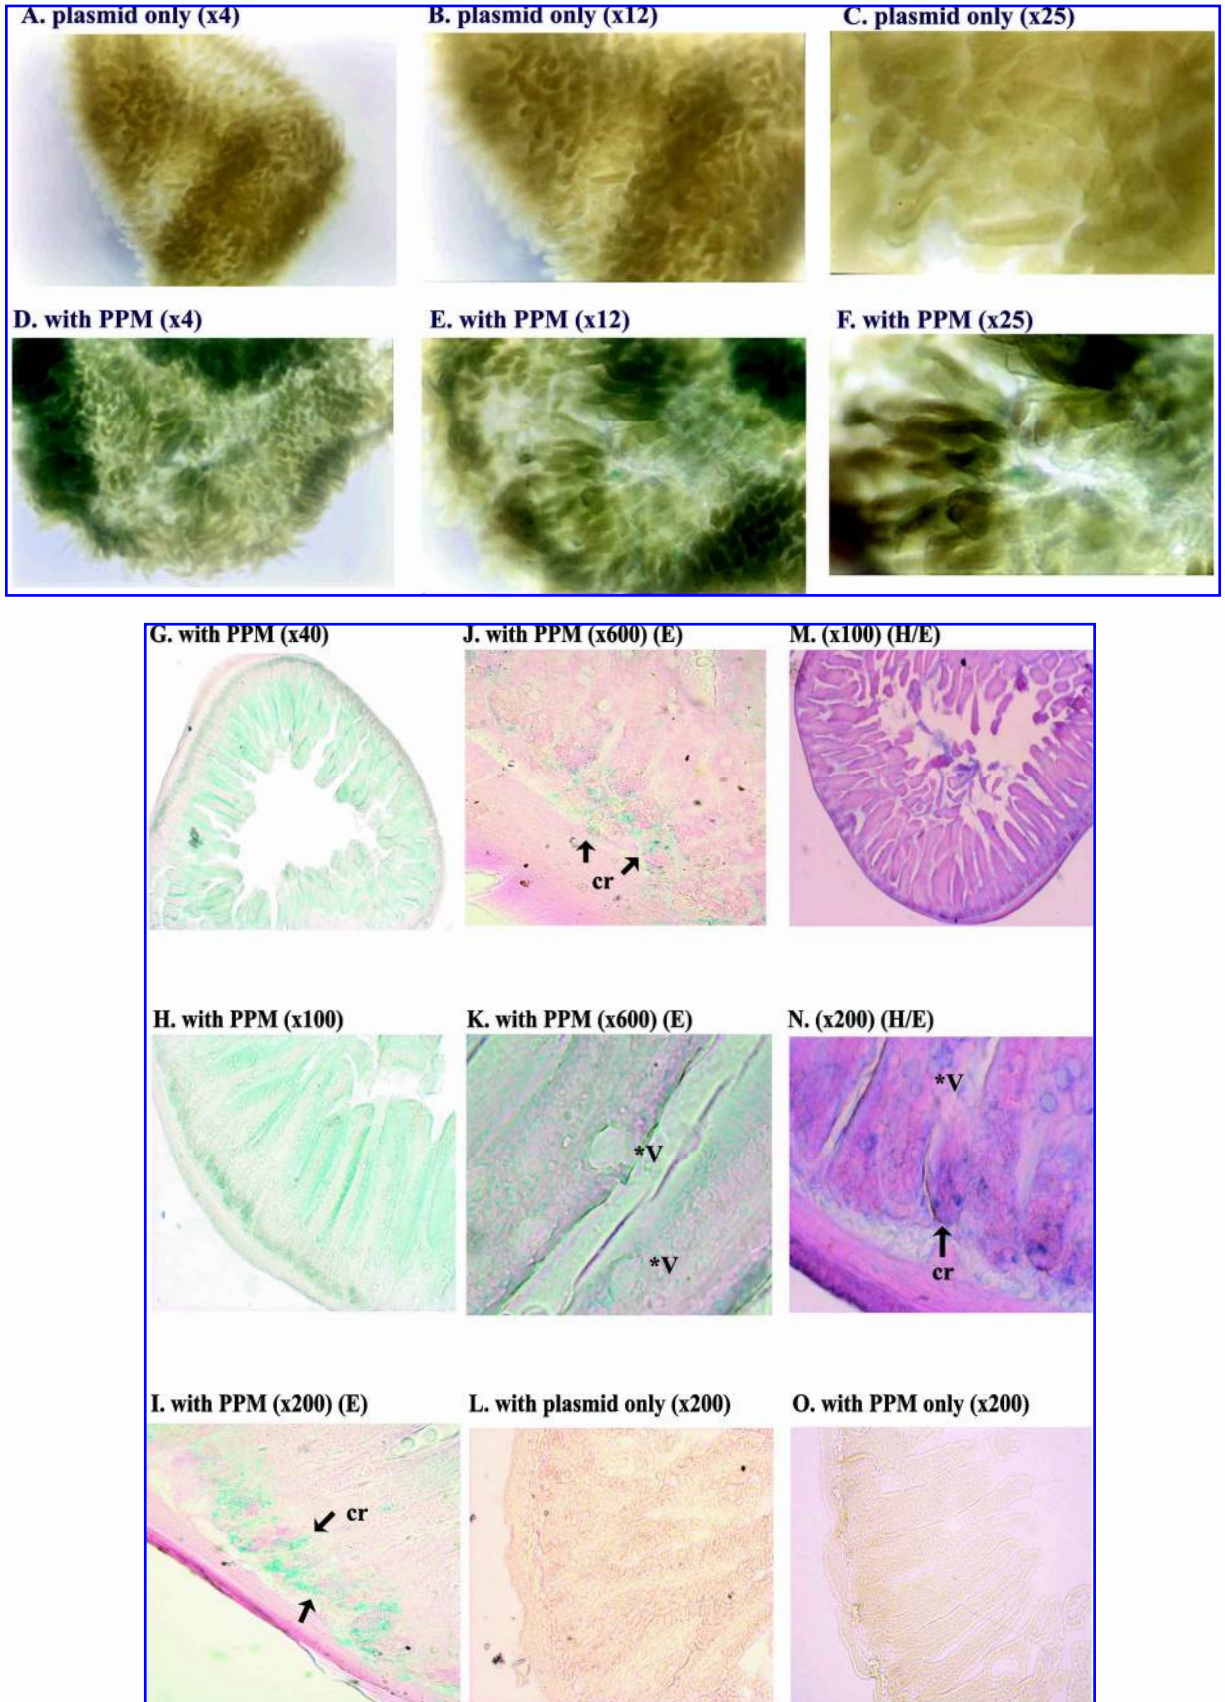 A. plasmid only (x4)
B. plasmid only (x12)
C. plasmid only (x25)
D. with PPM (x4)
E. with PPM (x12)
F. with PPM (x25)
G. with PPM (x40)
J. with PPM (x600) (E)
M. (x100) (H/E)
cr
H. with PPM (x100)
K. with PPM (x600) (E)
N. (x200) (H/E)
*V
*V
*V
cr
I. with PPM (x200) (E)
L. with plasmid only (x200)
O. with PPM only (x200)
cr